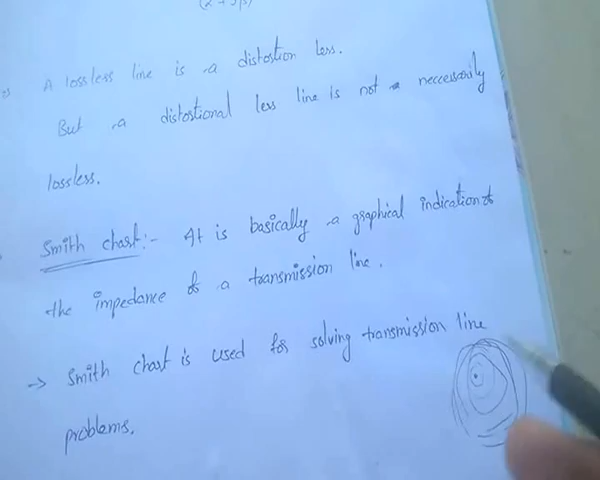 A lossless line is a distortion less.
But a distortional less line is not a neccessarily
lossless.
Smith chart:- It is basically a graphical indication of
the impedance of a transmission line.
→ Smith chart is used for solving transmission line
problems.